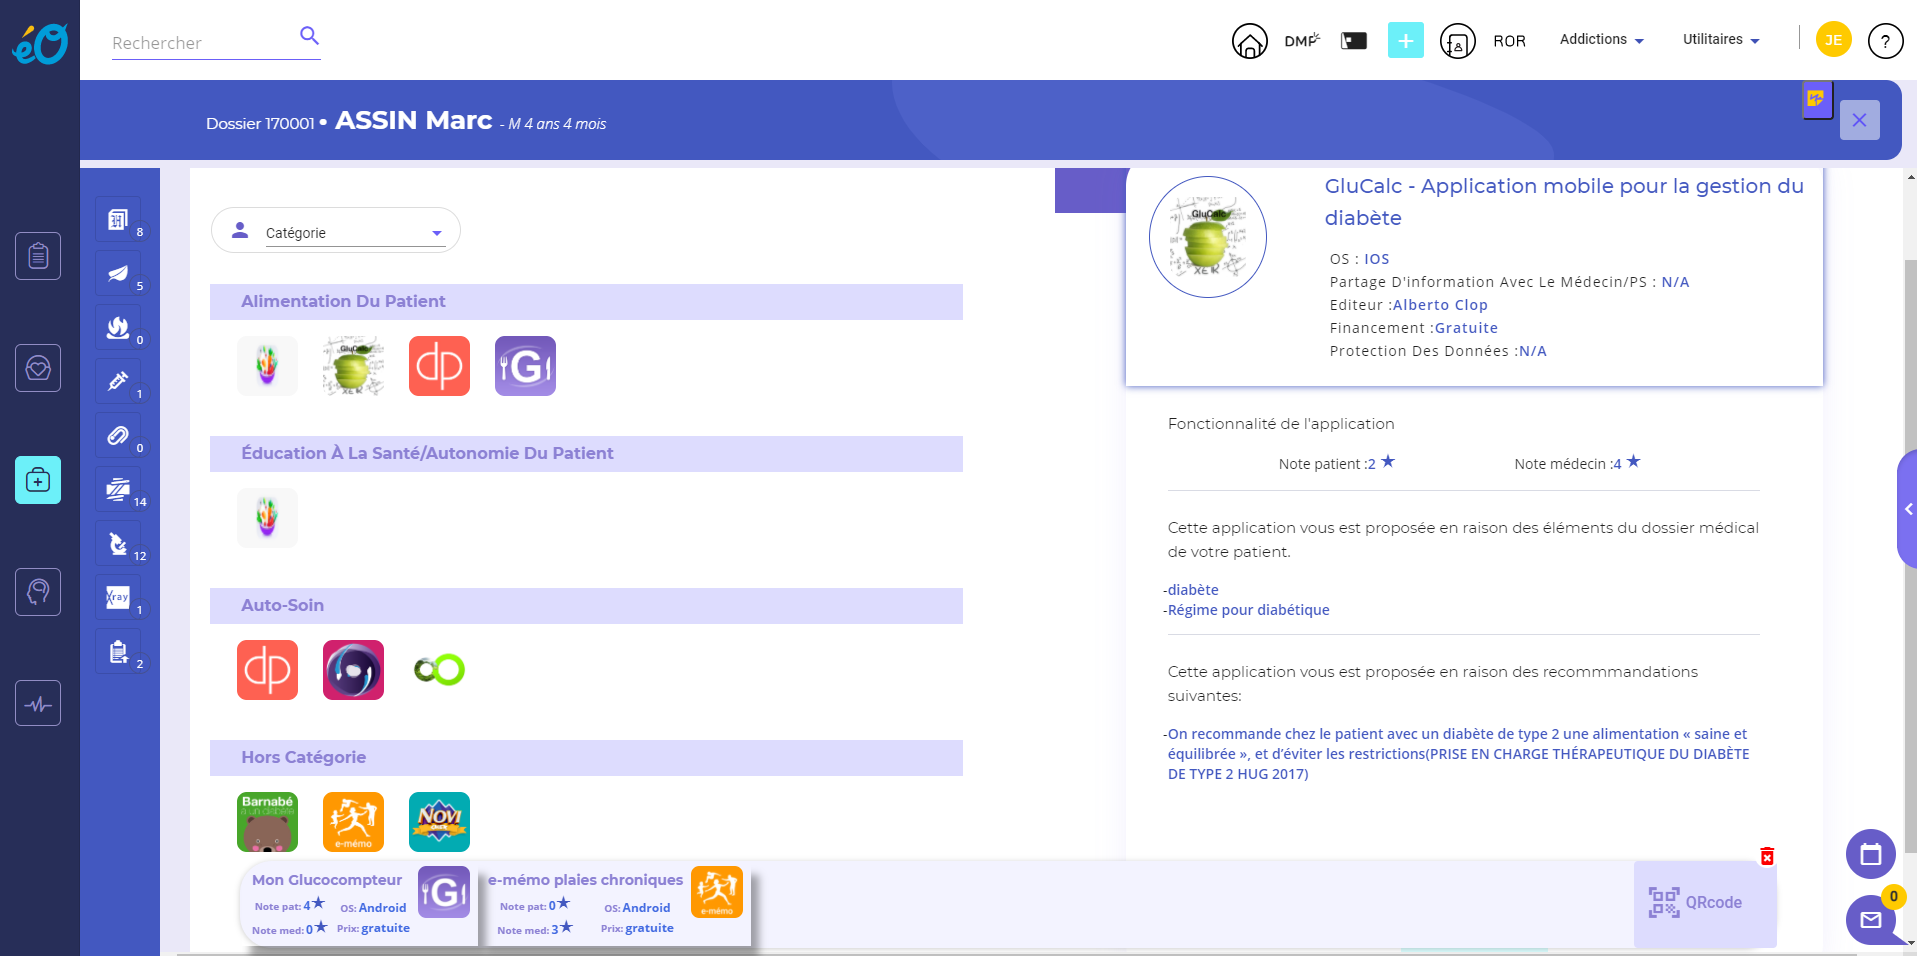 éO
Rechercher
DMP
ROR
Addictions
Utilitaires
JE
?
Dossier 170001 • ASSIN Marc - M 4 ans 4 mois
8
5
0
1
0
14
12
Xray
1
2
Catégorie
Alimentation Du Patient
GluCalc
dp
G
Éducation À La Santé/Autonomie Du Patient
Auto-Soin
dp
Hors Catégorie
Barnabé
a un diabète
e-mémo
NOVI
Mon Glucocompteur
Note pat: 4★
OS: Android
Note med: 0★
Prix: gratuite
G
e-mémo plaies chroniques
Note pat: 0★
OS: Android
Note med: 3★
Prix: gratuite
e-mémo
QRcode
GluCalc
GluCalc - Application mobile pour la gestion du
diabète
OS : IOS
Partage D'information Avec Le Médecin/PS : N/A
Editeur :Alberto Clop
Financement :Gratuite
Protection Des Données :N/A
Fonctionnalité de l'application
Note patient :2 ★
Note médecin :4 ★
Cette application vous est proposée en raison des éléments du dossier médical
de votre patient.
-diabète
-Régime pour diabétique
Cette application vous est proposée en raison des recommmandations
suivantes:
-On recommande chez le patient avec un diabète de type 2 une alimentation « saine et
équilibrée », et d’éviter les restrictions(PRISE EN CHARGE THÉRAPEUTIQUE DU DIABÈTE
DE TYPE 2 HUG 2017)
0